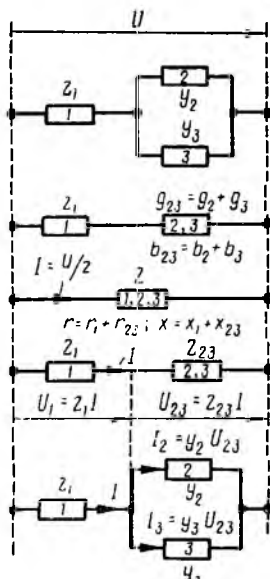 U
z₁
1
2
y₂
y₃
3
z₁
1
g₂₃=g₂+g₃
2,3
b₂₃=b₂+b₃
I=U/z
z
1,2,3
r=r₁+r₂₃; x=x₁+x₂₃
z₁
1
I
z₂₃
2,3
U₁=z₁I
U₂₃=z₂₃I
I₂=y₂U₂₃
z₁
1
I
2
y₂
I₃=y₃U₂₃
3